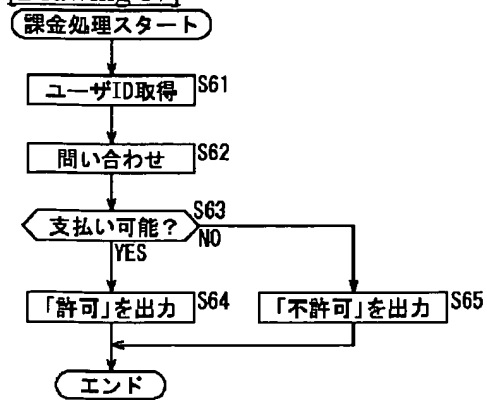 課金処理スタート
ユーザID取得 S61
問い合わせ S62
支払い可能? S63
YES NO
「許可」を出力 S64 「不許可」を出力 S65
エンド